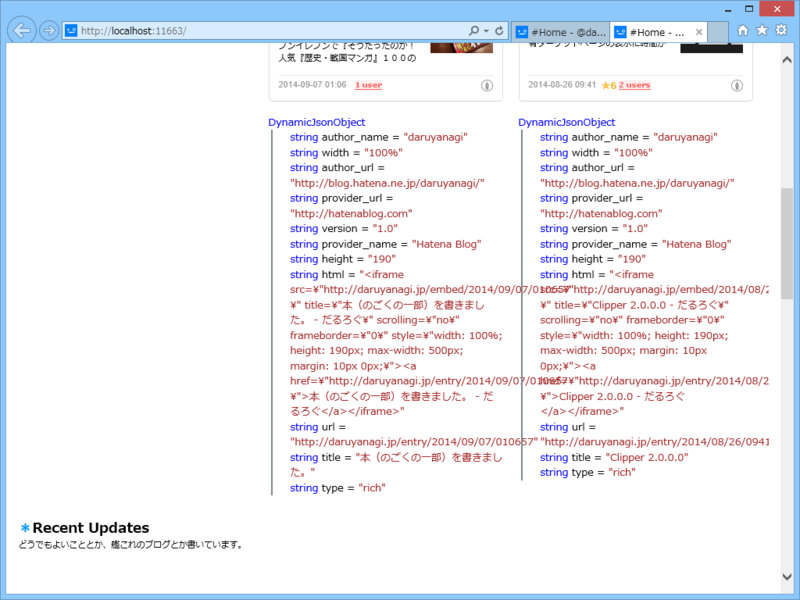 http://localhost:11663/
#Home - @da...
#Home - ...
ブンイレブンで『そうだったのか!
人気『歴史・戦国マンガ』１００の
2014-09-07 01:06 1 user
2014-08-26 09:41 ★6 2 users
DynamicJsonObject
string author_name = "daruyanagi"
string width = "100%"
string author_url =
"http://blog.hatena.ne.jp/daruyanagi/"
string provider_url =
"http://hatenablog.com"
string version = "1.0"
string provider_name = "Hatena Blog"
string height = "190"
string html = "<iframe
src=¥"http://daruyanagi.jp/embed/2014/09/07/010657
¥" title=¥"本（のごくの一部）を書きまし
た。 - だるろぐ¥" scrolling=¥"no¥"
frameborder=¥"0¥" style=¥"width: 100%;
height: 190px; max-width: 500px;
margin: 10px 0px;¥"><a
href=¥"http://daruyanagi.jp/entry/2014/09/07/010657
¥">本（のごくの一部）を書きました。 - だ
るろぐ</a></iframe>"
string url =
"http://daruyanagi.jp/entry/2014/09/07/010657"
string title = "本（のごくの一部）を書きまし
た。"
string type = "rich"
DynamicJsonObject
string author_name = "daruyanagi"
string width = "100%"
string author_url =
"http://blog.hatena.ne.jp/daruyanagi/"
string provider_url =
"http://hatenablog.com"
string version = "1.0"
string provider_name = "Hatena Blog"
string height = "190"
string html = "<iframe
src=¥"http://daruyanagi.jp/embed/2014/08/2
¥" title=¥"Clipper 2.0.0.0 - だるろぐ¥"
scrolling=¥"no¥" frameborder=¥"0¥"
style=¥"width: 100%; height: 190px;
max-width: 500px; margin: 10px
0px;¥"><a
href=¥"http://daruyanagi.jp/entry/2014/08/2
¥">Clipper 2.0.0.0 - だるろぐ
</a></iframe>"
string url =
"http://daruyanagi.jp/entry/2014/08/26/0941
string title = "Clipper 2.0.0.0"
string type = "rich"
*Recent Updates
どうでもよいこととか、艦これのブログとか書いています。